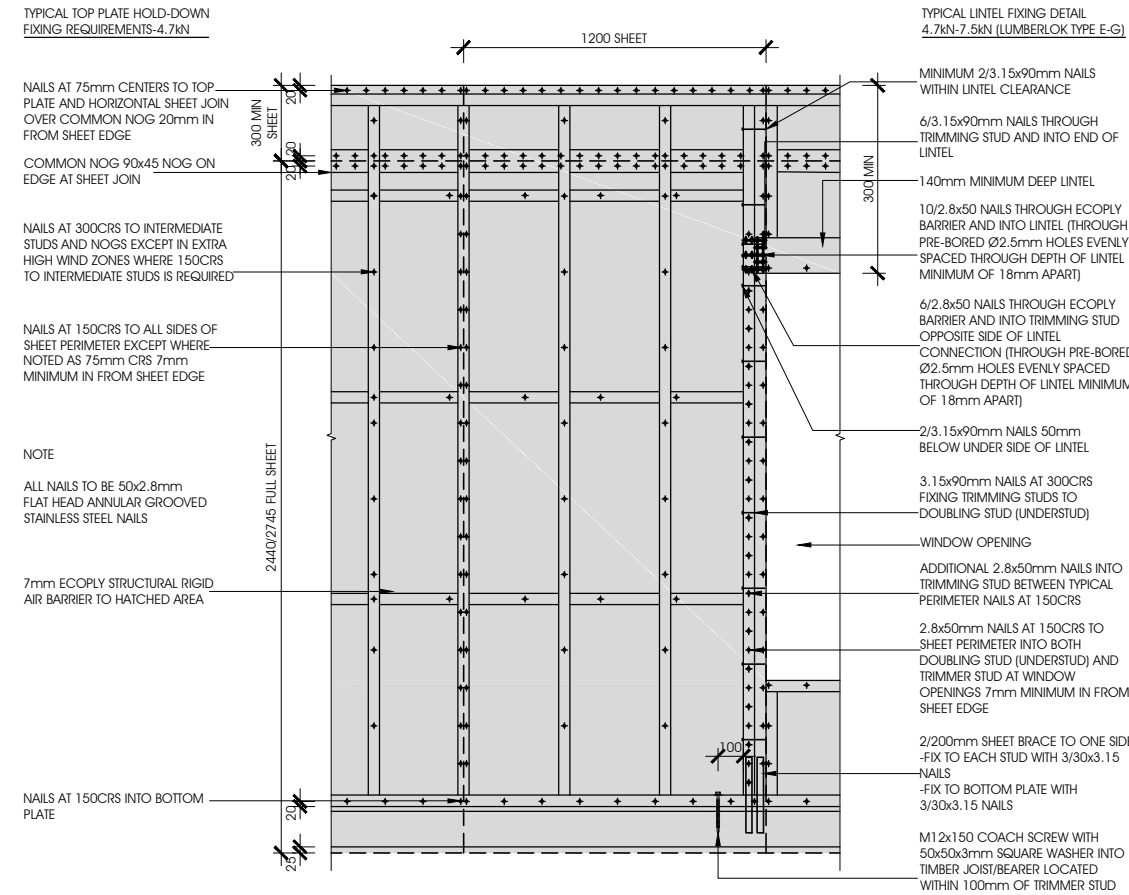 TYPICAL TOP PLATE HOLD-DOWN
FIXING REQUIREMENTS-4.7kN
NAILS AT 75mm CENTERS TO TOP
PLATE AND HORIZONTAL SHEET JOIN
OVER COMMON NOG 20mm IN
FROM SHEET EDGE
COMMON NOG 90x45 NOG ON
EDGE AT SHEET JOIN
NAILS AT 300CRS TO INTERMEDIATE
STUDS AND NOGS EXCEPT IN EXTRA
HIGH WIND ZONES WHERE 150CRS
TO INTERMEDIATE STUDS IS REQUIRED
NAILS AT 150CRS TO ALL SIDES OF
SHEET PERIMETER EXCEPT WHERE
NOTED AS 75mm CRS 7mm
MINIMUM IN FROM SHEET EDGE
NOTE
ALL NAILS TO BE 50x2.8mm
FLAT HEAD ANNULAR GROOVED
STAINLESS STEEL NAILS
7mm ECOPLY STRUCTURAL RIGID
AIR BARRIER TO HATCHED AREA
NAILS AT 150CRS INTO BOTTOM
PLATE
1200 SHEET
20
300 MIN
SHEET
20
20
2440/2745 FULL SHEET
20
25
300 MIN
100
TYPICAL LINTEL FIXING DETAIL
4.7kN-7.5kN (LUMBERLOK TYPE E-G)
MINIMUM 2/3.15x90mm NAILS
WITHIN LINTEL CLEARANCE
6/3.15x90mm NAILS THROUGH
TRIMMING STUD AND INTO END OF
LINTEL
140mm MINIMUM DEEP LINTEL
10/2.8x50 NAILS THROUGH ECOPLY
BARRIER AND INTO LINTEL (THROUGH
PRE-BORED Ø2.5mm HOLES EVENLY
SPACED THROUGH DEPTH OF LINTEL
MINIMUM OF 18mm APART)
6/2.8x50 NAILS THROUGH ECOPLY
BARRIER AND INTO TRIMMING STUD
OPPOSITE SIDE OF LINTEL
CONNECTION (THROUGH PRE-BORED
Ø2.5mm HOLES EVENLY SPACED
THROUGH DEPTH OF LINTEL MINIMUM
OF 18mm APART)
2/3.15x90mm NAILS 50mm
BELOW UNDER SIDE OF LINTEL
3.15x90mm NAILS AT 300CRS
FIXING TRIMMING STUDS TO
DOUBLING STUD (UNDERSTUD)
WINDOW OPENING
ADDITIONAL 2.8x50mm NAILS INTO
TRIMMING STUD BETWEEN TYPICAL
PERIMETER NAILS AT 150CRS
2.8x50mm NAILS AT 150CRS TO
SHEET PERIMETER INTO BOTH
DOUBLING STUD (UNDERSTUD) AND
TRIMMER STUD AT WINDOW
OPENINGS 7mm MINIMUM IN FROM
SHEET EDGE
2/200mm SHEET BRACE TO ONE SIDE
-FIX TO EACH STUD WITH 3/30x3.15
NAILS
-FIX TO BOTTOM PLATE WITH
3/30x3.15 NAILS
M12x150 COACH SCREW WITH
50x50x3mm SQUARE WASHER INTO
TIMBER JOIST/BEARER LOCATED
WITHIN 100mm OF TRIMMER STUD